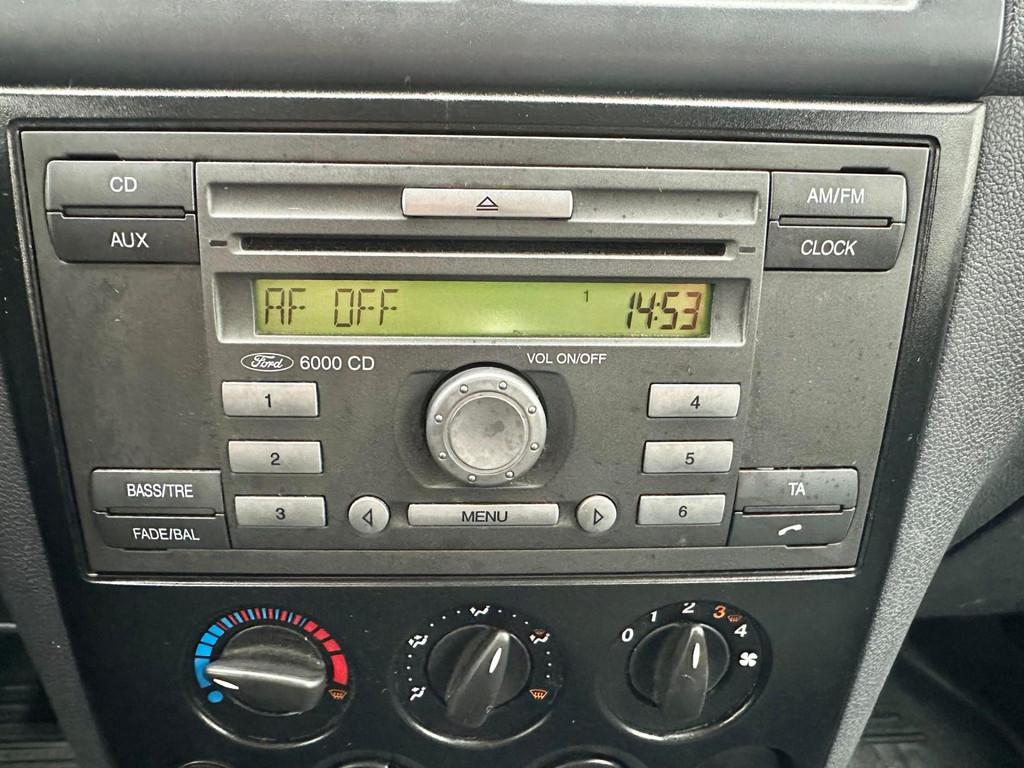 CD
AUX
AM/FM
CLOCK
AF OFF 1 14:53
Ford 6000 CD
VOL ON/OFF
1
2
3
4
5
6
BASS/TRE
FADE/BAL
MENU
TA
0 1 2 3 4